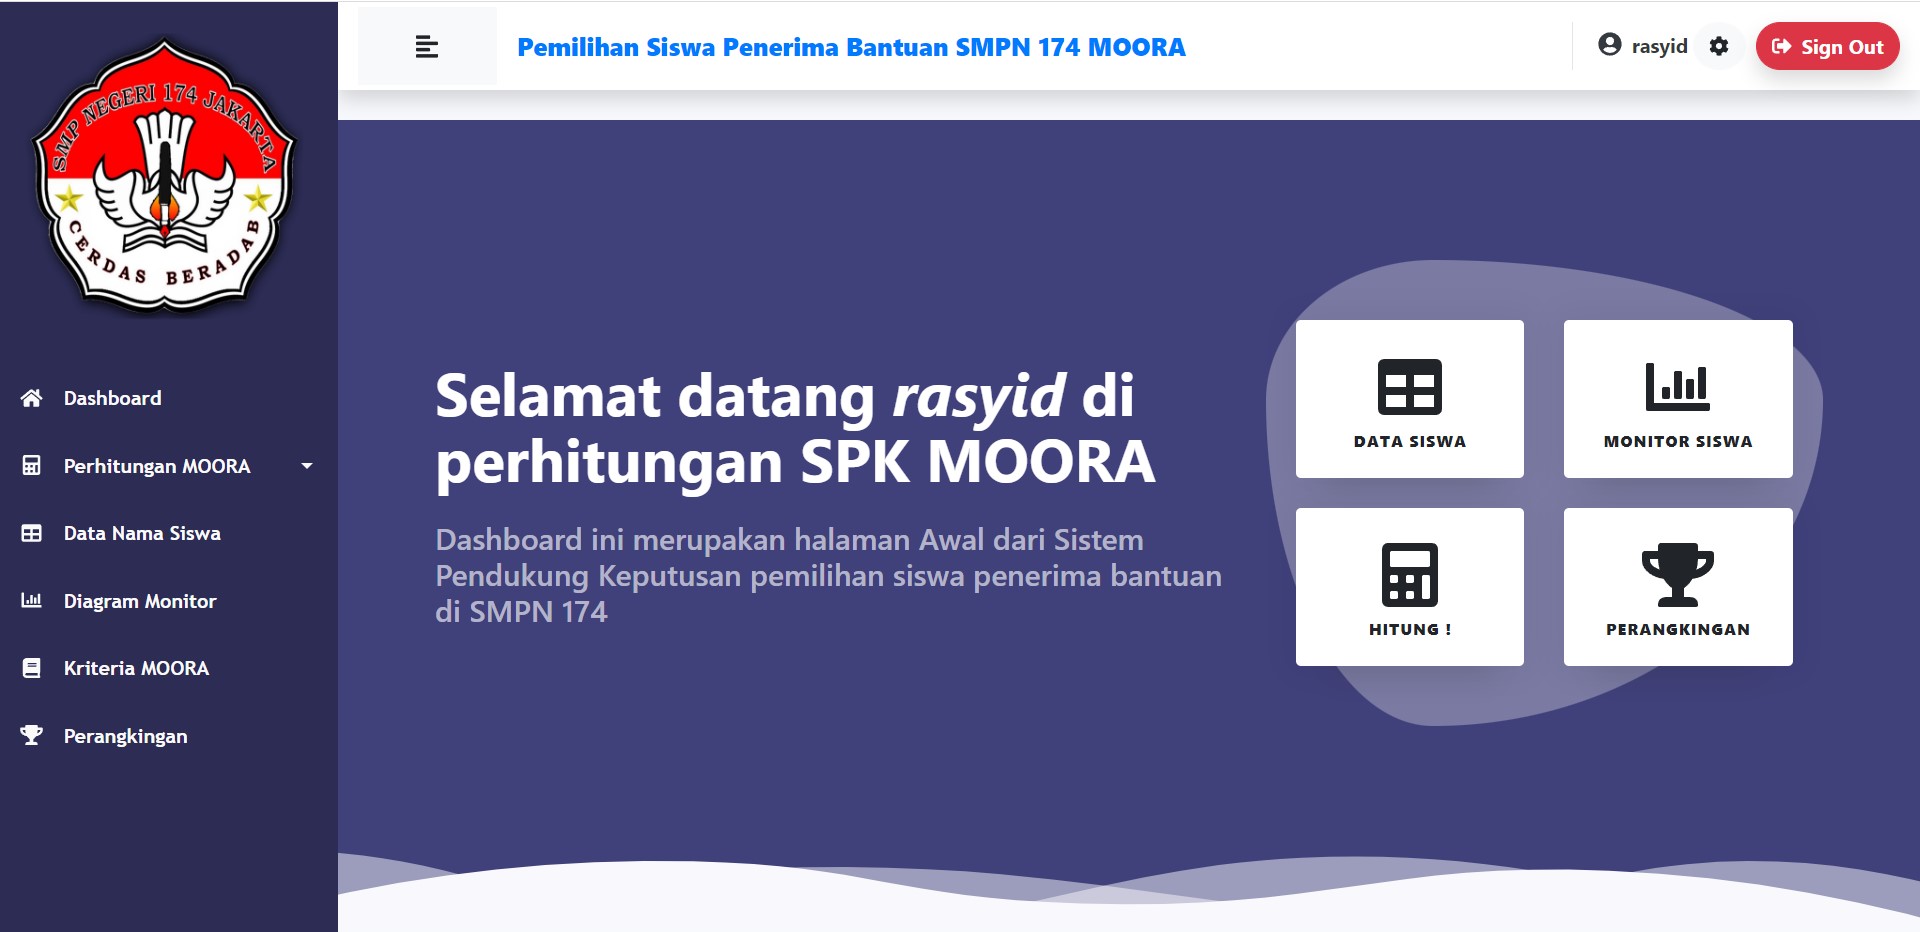 SMP NEGERI 174 JAKARTA
CERDAS BERADAB
Dashboard
Perhitungan MOORA
Data Nama Siswa
Diagram Monitor
Kriteria MOORA
Perangkingan
Pemilihan Siswa Penerima Bantuan SMPN 174 MOORA
rasyid
Sign Out
Selamat datang rasyid di
perhitungan SPK MOORA
Dashboard ini merupakan halaman Awal dari Sistem
Pendukung Keputusan pemilihan siswa penerima bantuan
di SMPN 174
DATA SISWA
MONITOR SISWA
HITUNG !
PERANGKINGAN